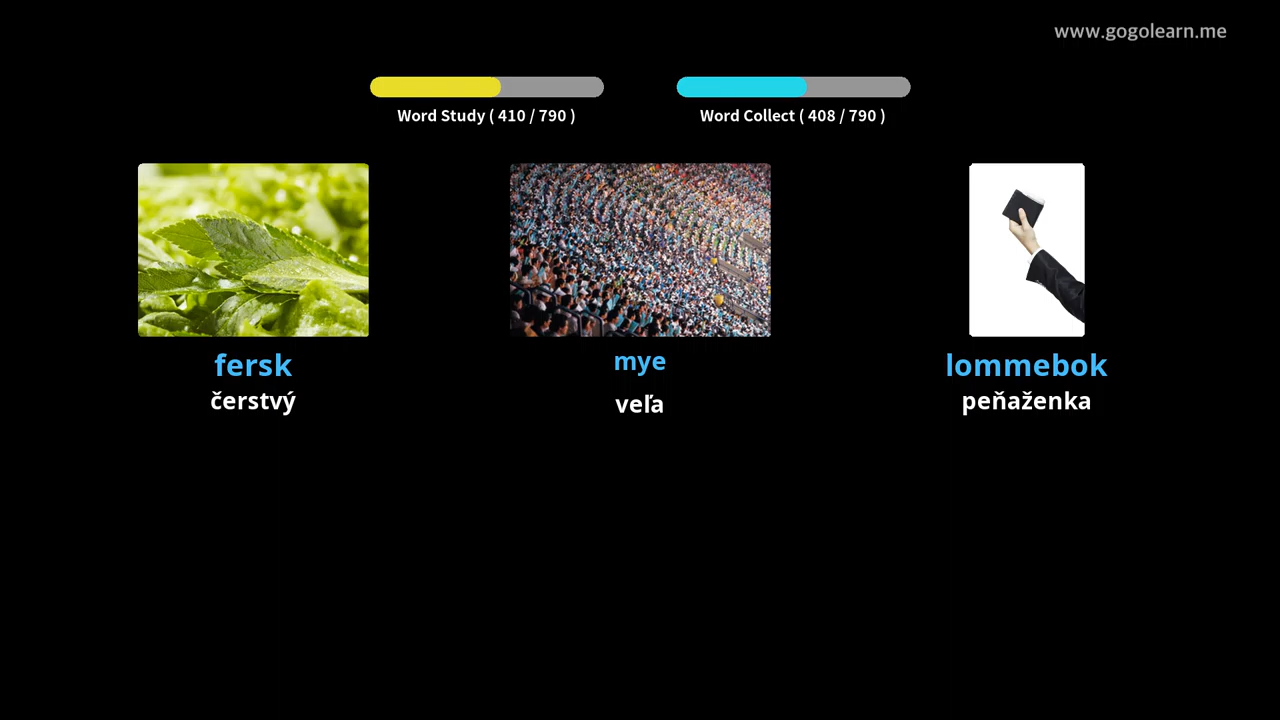 www.gogolearn.me
Word Study ( 410 / 790 )
Word Collect ( 408 / 790 )
fersk
mye
lommebok
čerstvý
veľa
peňaženka